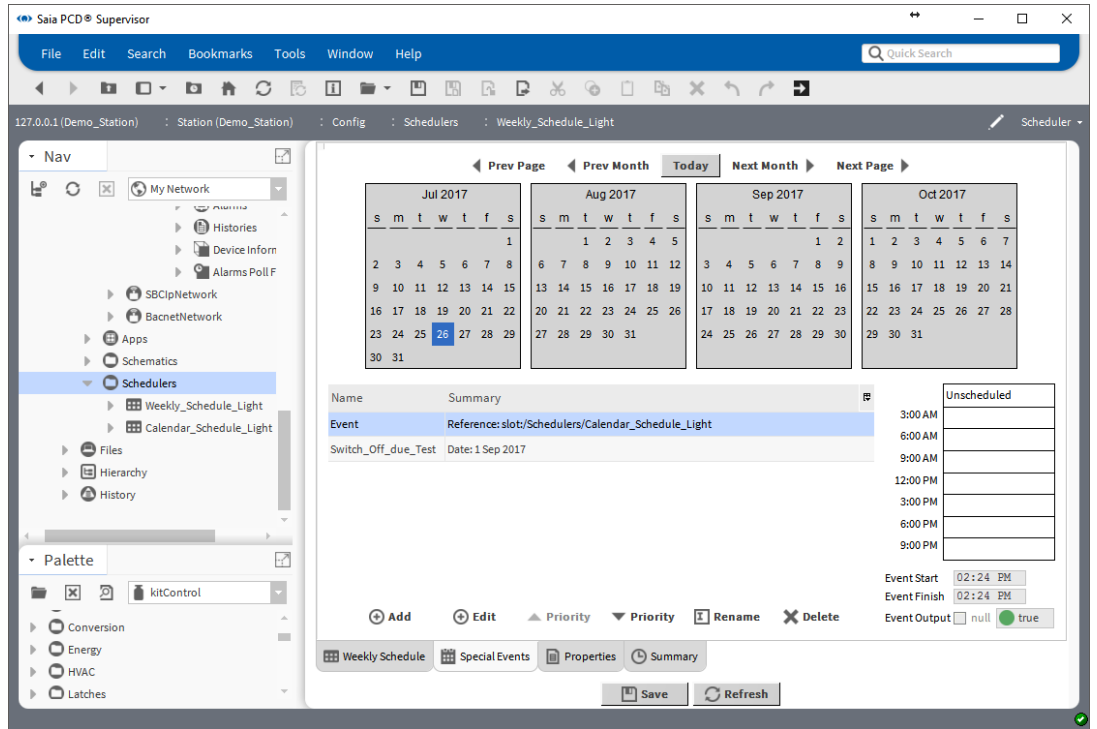 Saia PCD® Supervisor
File Edit Search Bookmarks Tools Window Help
Quick Search
127.0.0.1 (Demo_Station) : Station (Demo_Station) : Config : Schedulers : Weekly_Schedule_Light
Scheduler
Nav
My Network
Alarms
Histories
Device Inforn
Alarms Poll F
SBCIpNetwork
BacnetNetwork
Apps
Schematics
Schedulers
Weekly_Schedule_Light
Calendar_Schedule_Light
Files
Hierarchy
History
Palette
kitControl
Conversion
Energy
HVAC
Latches
Prev Page Prev Month Today Next Month Next Page
Jul 2017
s m t w t f s
1
2 3 4 5 6 7 8
9 10 11 12 13 14 15
16 17 18 19 20 21 22
23 24 25 26 27 28 29
30 31
Aug 2017
s m t w t f s
1 2 3 4 5
6 7 8 9 10 11 12
13 14 15 16 17 18 19
20 21 22 23 24 25 26
27 28 29 30 31
Sep 2017
s m t w t f s
1 2
3 4 5 6 7 8 9
10 11 12 13 14 15 16
17 18 19 20 21 22 23
24 25 26 27 28 29 30
Oct 2017
s m t w t f s
1 2 3 4 5 6 7
8 9 10 11 12 13 14
15 16 17 18 19 20 21
22 23 24 25 26 27 28
29 30 31
Name Summary
Event Reference: slot:/Schedulers/Calendar_Schedule_Light
Switch_Off_due_Test Date: 1 Sep 2017
Unscheduled
3:00 AM
6:00 AM
9:00 AM
12:00 PM
3:00 PM
6:00 PM
9:00 PM
Event Start 02:24 PM
Event Finish 02:24 PM
Event Output null true
Add Edit Priority Priority Rename Delete
Weekly Schedule Special Events Properties Summary
Save Refresh